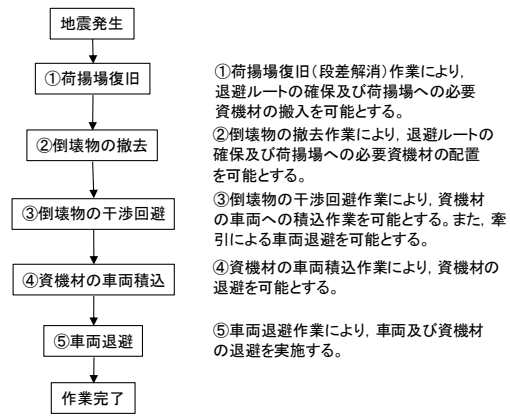 地震発生
①荷揚場復旧
①荷揚場復旧（段差解消）作業により，
退避ルートの確保及び荷揚場への必要
資機材の搬入を可能とする。
②倒壊物の撤去
②倒壊物の撤去作業により，退避ルートの
確保及び荷揚場への必要資機材の配置
を可能とする。
③倒壊物の干渉回避
③倒壊物の干渉回避作業により，資機材
の車両への積込作業を可能とする。また，牽
引による車両退避を可能とする。
④資機材の車両積込
④資機材の車両積込作業により，資機材の
退避を可能とする。
⑤車両退避
⑤車両退避作業により，車両及び資機材
の退避を実施する。
作業完了